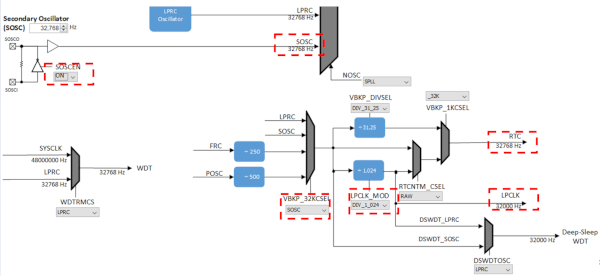 Secondary Oscillator
(SOSC) 32,768 Hz
SOSCO
SOSCI
SOSCEN
ON
LPRC
Oscillator
LPRC
32768 Hz
SOSC
32768 Hz
NOSC
SPLL
SYSCLK
48000000 Hz
LPRC
32768 Hz
32768 Hz
WDT
WDTRMCS
LPRC
LPRC
SOSC
FRC
÷ 250
POSC
÷ 500
VBKP_32KCSEL
SOSC
VBKP_DIVSEL
DIV_31_25
÷ 31.25
÷ 1.024
LPCLK_MOD
DIV_1_024
_32K
VBKP_1KCSEL
RTCNTM_CSEL
RAW
RTC
32768 Hz
LPCLK
32000 Hz
DSWDT_LPRC
DSWDT_SOSC
32000 Hz
Deep-Sleep
WDT
DSWDTOSC
LPRC